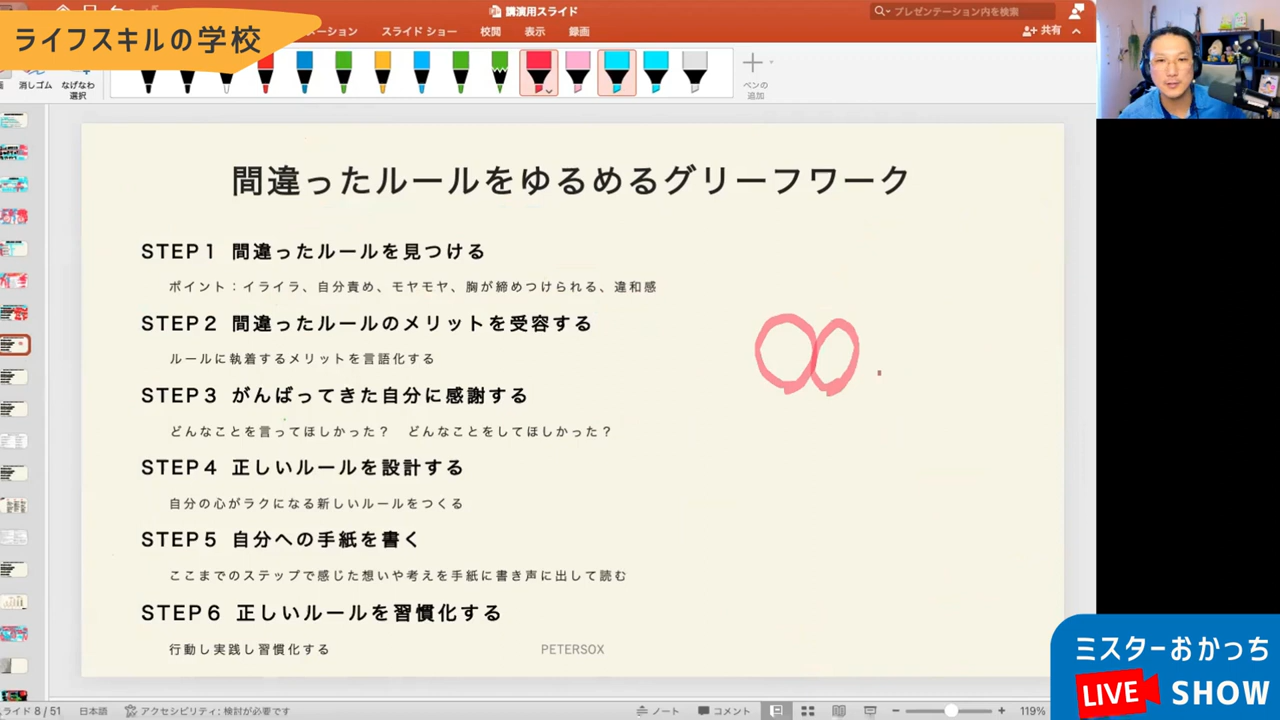 講演用スライド
プレゼンテーション内を検索
ライフスキルの学校
スライド ショー
校閲
表示
録画
共有
消しゴム
なげなわ
選択
ペンの
追加
間違ったルールをゆるめるグリーフワーク
STEP1 間違ったルールを見つける
ポイント：イライラ、自分責め、モヤモヤ、胸が締めつけられる、違和感
STEP2 間違ったルールのメリットを受容する
ルールに執着するメリットを言語化する
STEP3 がんばってきた自分に感謝する
どんなことを言ってほしかった？ どんなことをしてほしかった？
STEP4 正しいルールを設計する
自分の心がラクになる新しいルールをつくる
STEP5 自分への手紙を書く
ここまでのステップで感じた想いや考えを手紙に書き声に出して読む
STEP6 正しいルールを習慣化する
行動し実践し習慣化する
PETERSOX
ミスターおかっち
LIVE SHOW
スライド 8 / 51
日本語
アクセシビリティ: 検討が必要です
ノート
コメント
119%